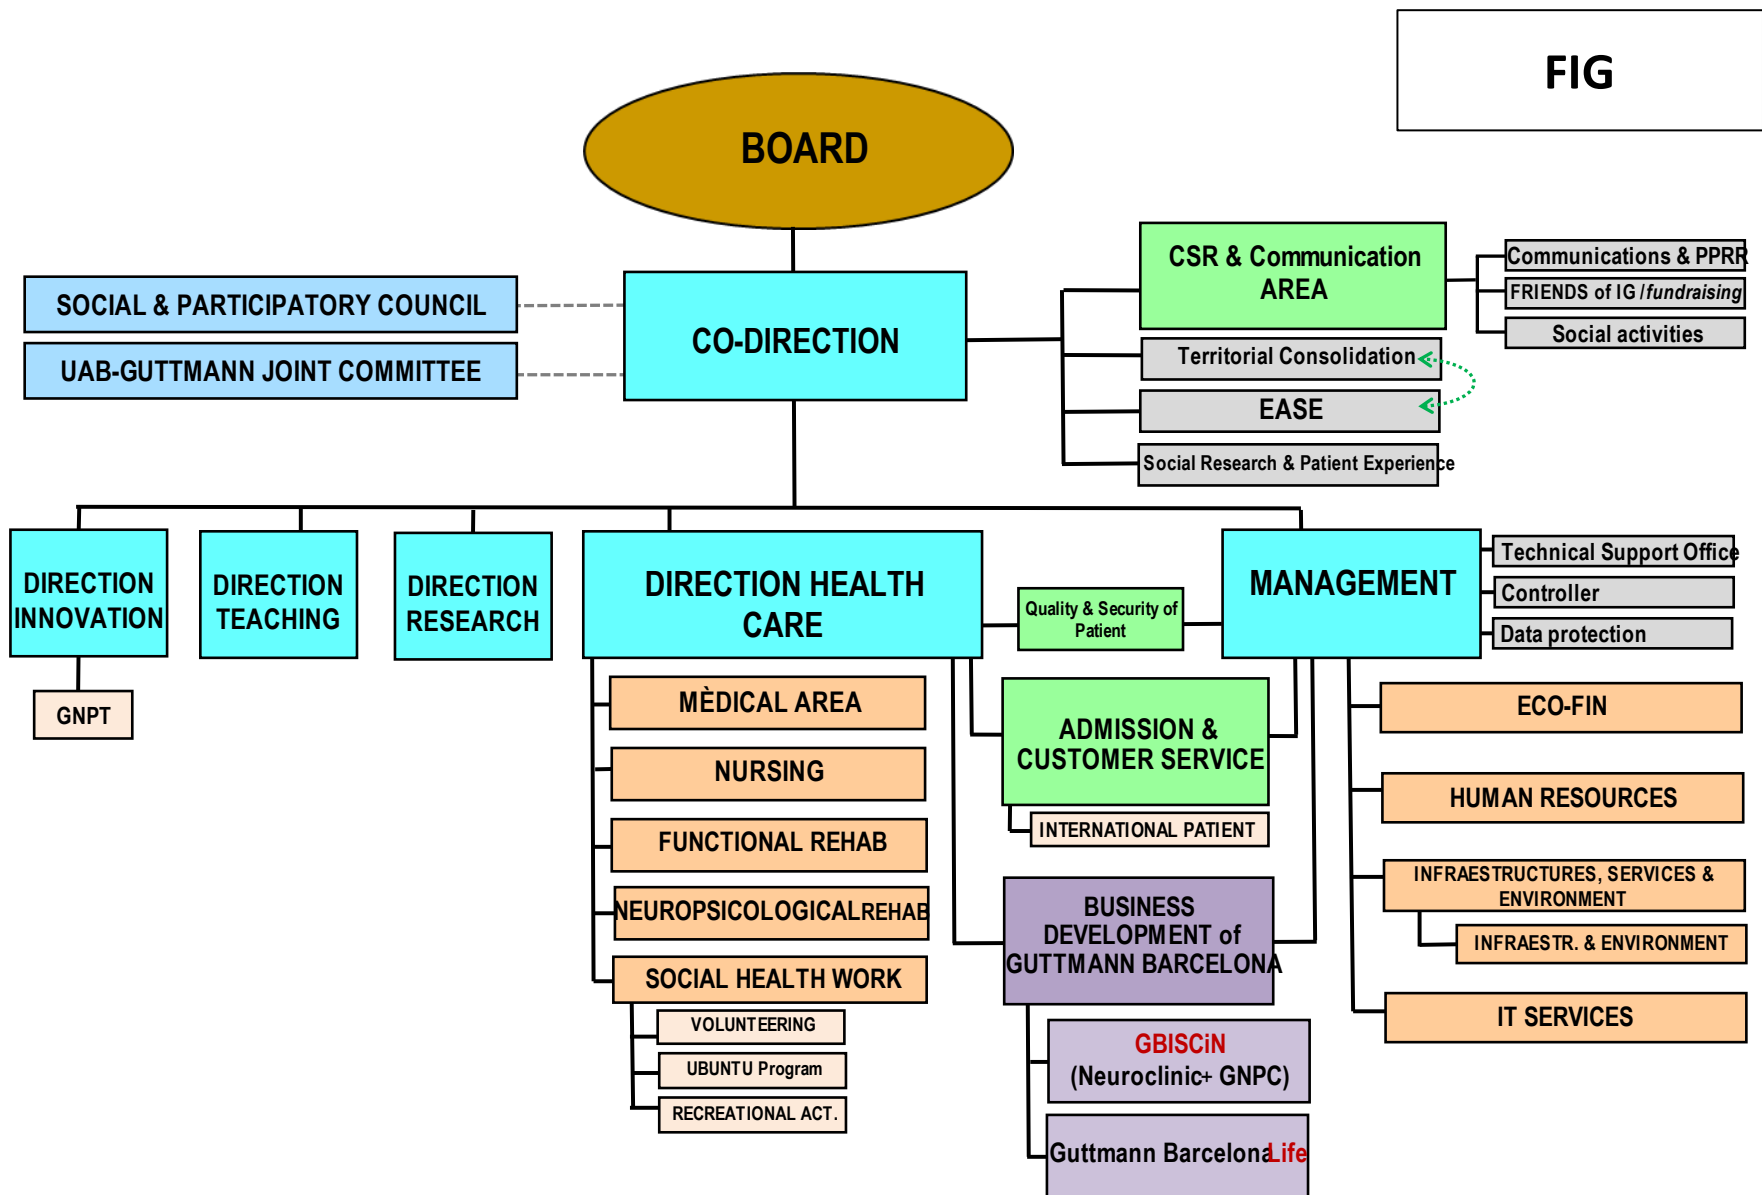 FIG
BOARD
SOCIAL & PARTICIPATORY COUNCIL
UAB-GUTTMANN JOINT COMMITTEE
CO-DIRECTION
CSR & Communication
AREA
Communications & PPRR
FRIENDS of IG /fundraising
Social activities
Territorial Consolidation
EASE
Social Research & Patient Experience
DIRECTION
INNOVATION
DIRECTION
TEACHING
DIRECTION
RESEARCH
DIRECTION HEALTH
CARE
Quality & Security of
Patient
MANAGEMENT
Technical Support Office
Controller
Data protection
GNPT
MÈDICAL AREA
NURSING
FUNCTIONAL REHAB
NEUROPSICOLOGICAL REHAB
SOCIAL HEALTH WORK
VOLUNTEERING
UBUNTU Program
RECREATIONAL ACT.
ADMISSION &
CUSTOMER SERVICE
INTERNATIONAL PATIENT
BUSINESS
DEVELOPMENT of
GUTTMANN BARCELONA
GBISCiN
(Neuroclinic+ GNPC)
Guttmann BarcelonaLife
ECO-FIN
HUMAN RESOURCES
INFRAESTRUCTURES, SERVICES &
ENVIRONMENT
INFRAESTR. & ENVIRONMENT
IT SERVICES